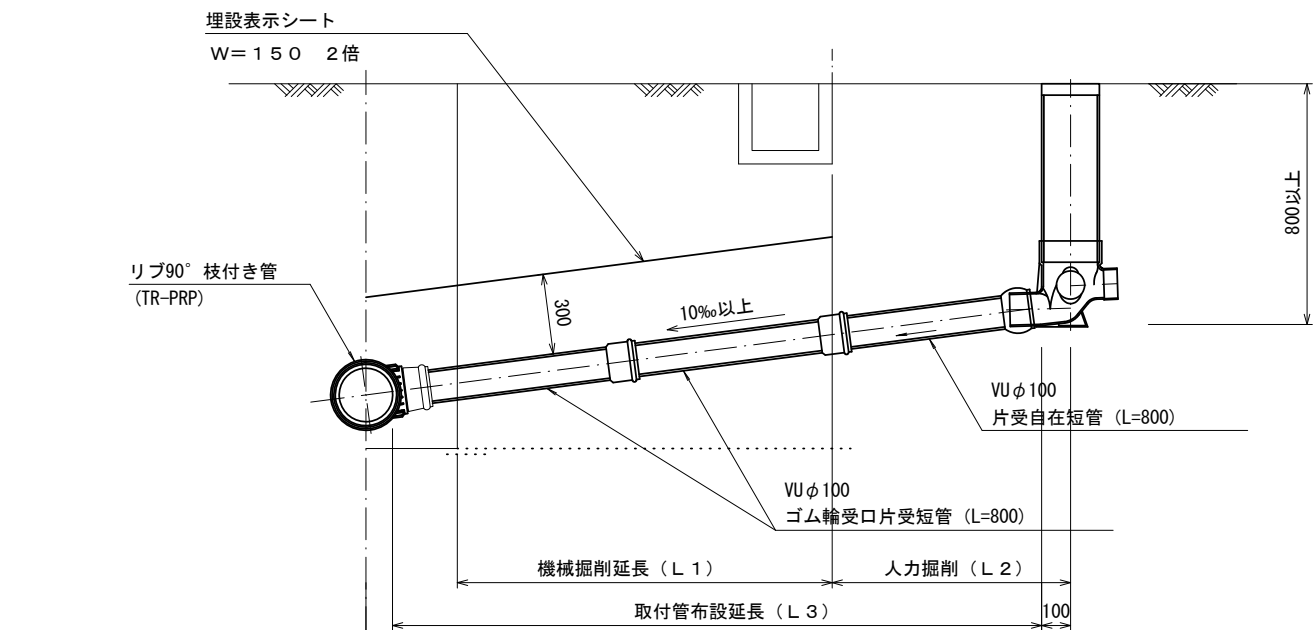 埋設表示シート
Ｗ＝１５０　２倍
800以上
リブ90°枝付き管
(TR-PRP)
300
10‰以上
VUφ100
片受自在短管 (L=800)
VUφ100
ゴム輪受口片受短管 (L=800)
機械掘削延長（Ｌ１）
人力掘削（Ｌ２）
取付管布設延長（Ｌ３）
100